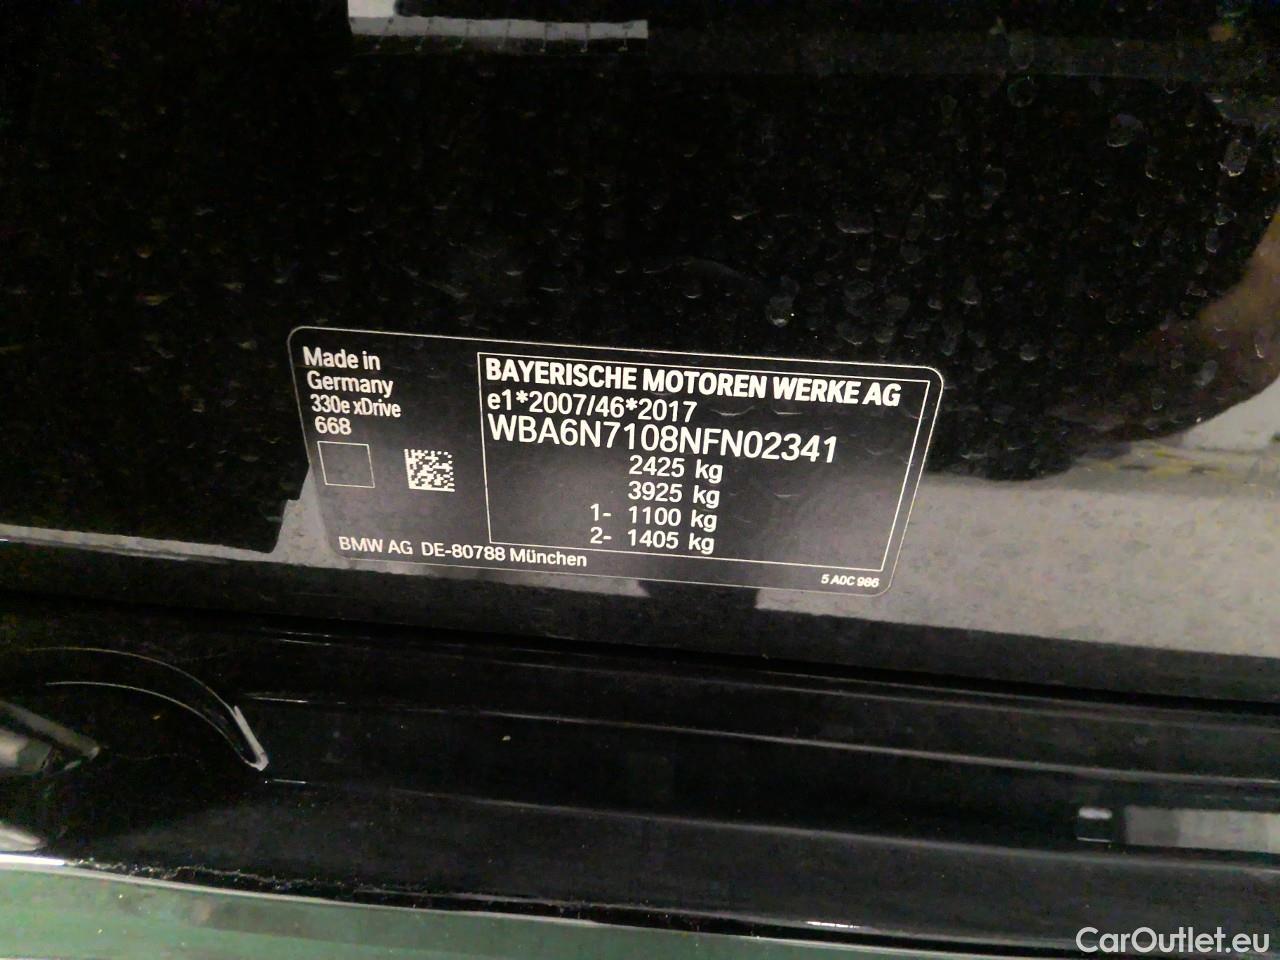 Made in
Germany
330e xDrive
668
BAYERISCHE MOTOREN WERKE AG
e1*2007/46*2017
WBA6N7108NFN02341
2425 kg
3925 kg
1- 1100 kg
2- 1405 kg
BMW AG DE-80788 München
5 A0C 986
CarOutlet.eu